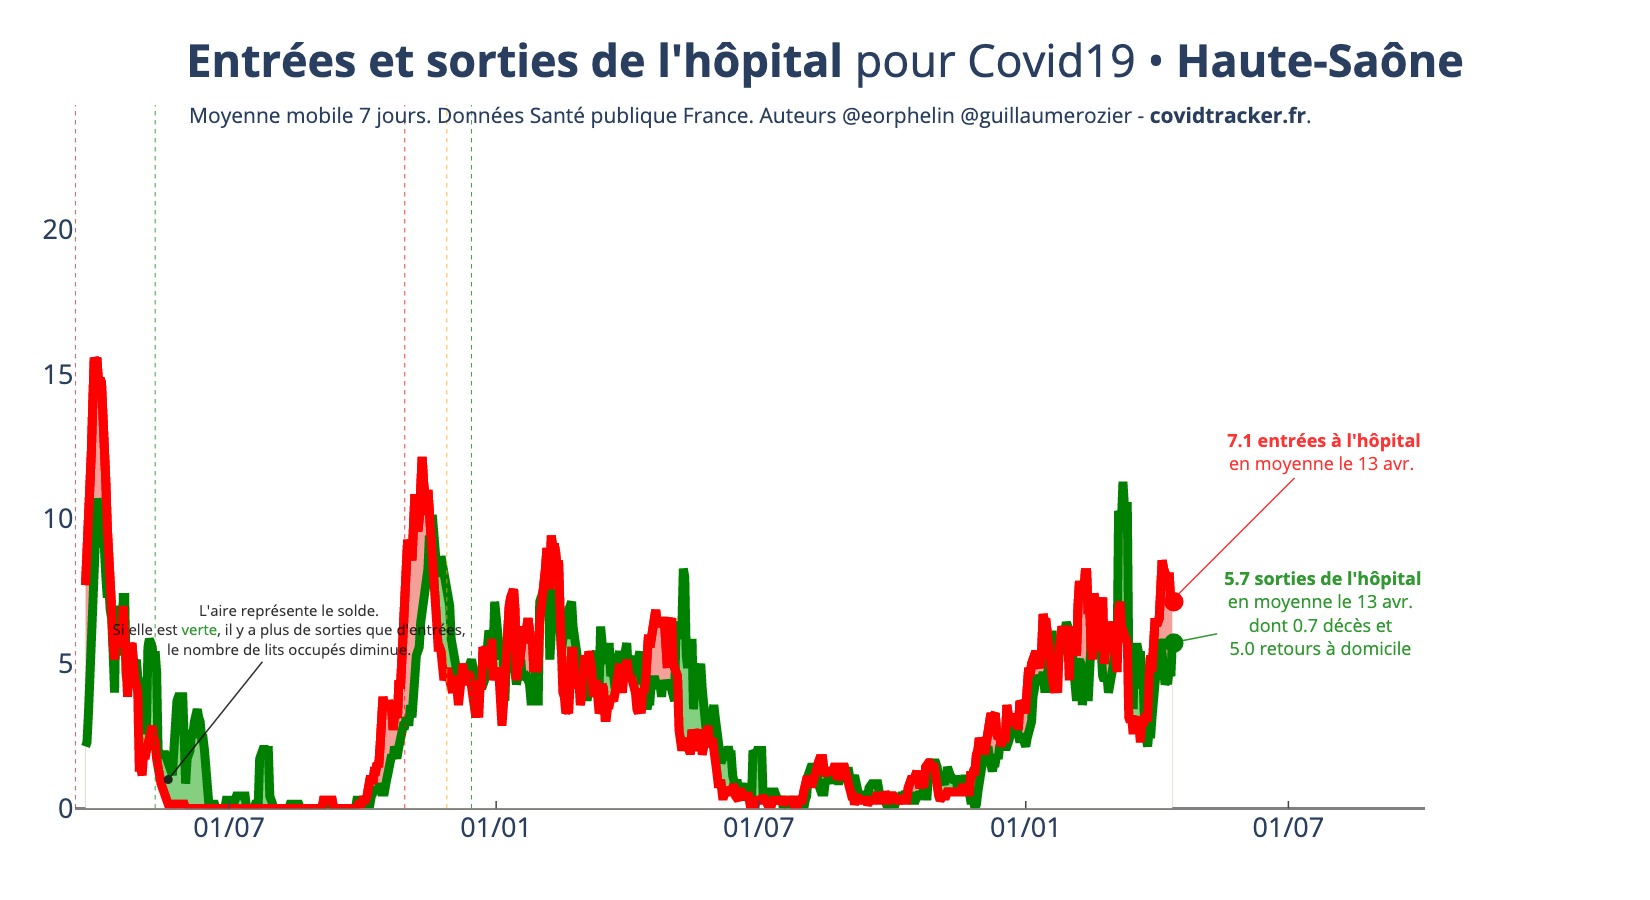 Entrées et sorties de l'hôpital pour Covid19 • Haute-Saône
Moyenne mobile 7 jours. Données Santé publique France. Auteurs @eorphelin @guillaumerozier - covidtracker.fr.
20
15
10
5
0
7.1 entrées à l'hôpital
en moyenne le 13 avr.
5.7 sorties de l'hôpital
en moyenne le 13 avr.
dont 0.7 décès et
5.0 retours à domicile
L'aire représente le solde.
Si elle est verte, il y a plus de sorties que d'entrées,
le nombre de lits occupés diminue.
01/07
01/01
01/07
01/01
01/07